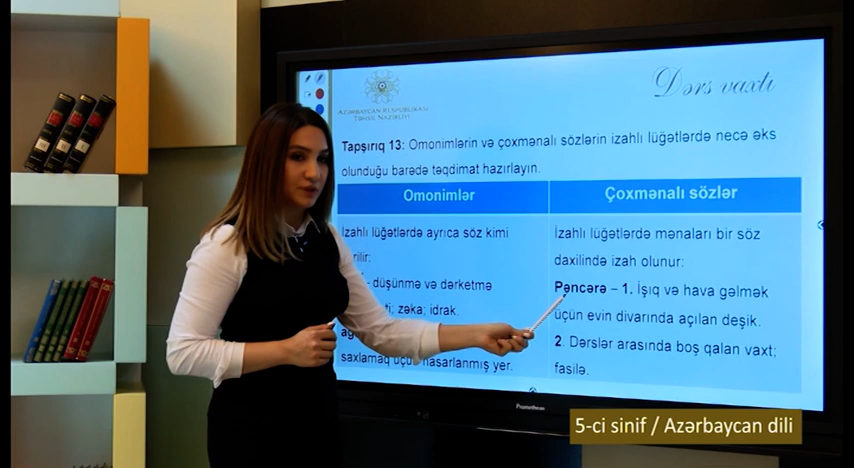 Dərs vaxtı
AZƏRBAYCAN RESPUBLİKASI
TƏHSİL NAZİRLİYİ
Tapşırıq 13: Omonimlərin və çoxmənalı sözlərin izahlı lüğətlərdə necə əks
olunduğu barədə təqdimat hazırlayın.
Omonimlər
İzahlı lüğətlərdə ayrıca söz kimi
- düşünmə və dərketmə
zəka; idrak.
saxlamaq üçün hasarlanmış yer.
Çoxmənalı sözlər
İzahlı lüğətlərdə mənaları bir söz
daxilində izah olunur:
Pəncərə – 1. İşıq və hava gəlmək
üçün evin divarında açılan deşik.
2. Dərslər arasında boş qalan vaxt;
fasilə.
Promethean
5-ci sinif / Azərbaycan dili